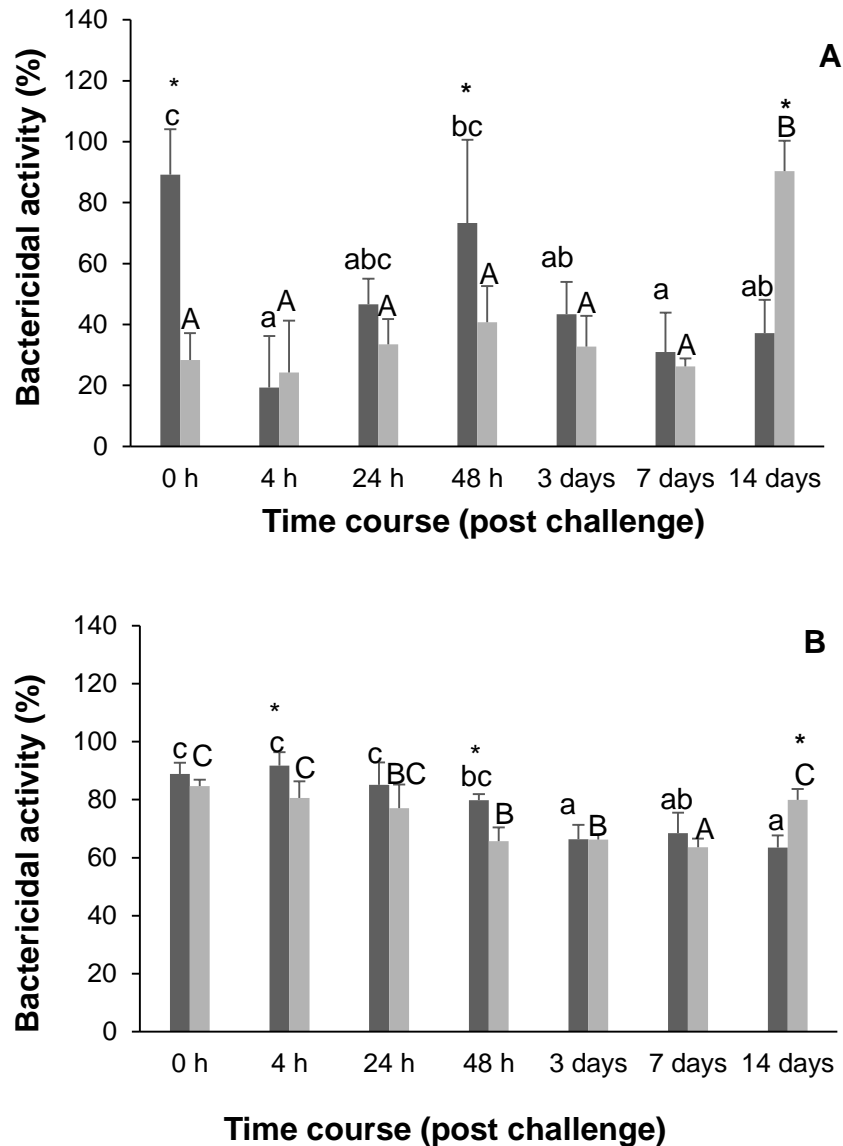 140
A
120
100
80
60
40
20
0
Bactericidal activity (%)
* * *
c bc B
A a A abc A A ab A a A ab
0 h 4 h 24 h 48 h 3 days 7 days 14 days
Time course (post challenge)
140
B
120
100
80
60
40
20
0
Bactericidal activity (%)
* * *
c C c C c BC bc B a B ab A a C
0 h 4 h 24 h 48 h 3 days 7 days 14 days
Time course (post challenge)